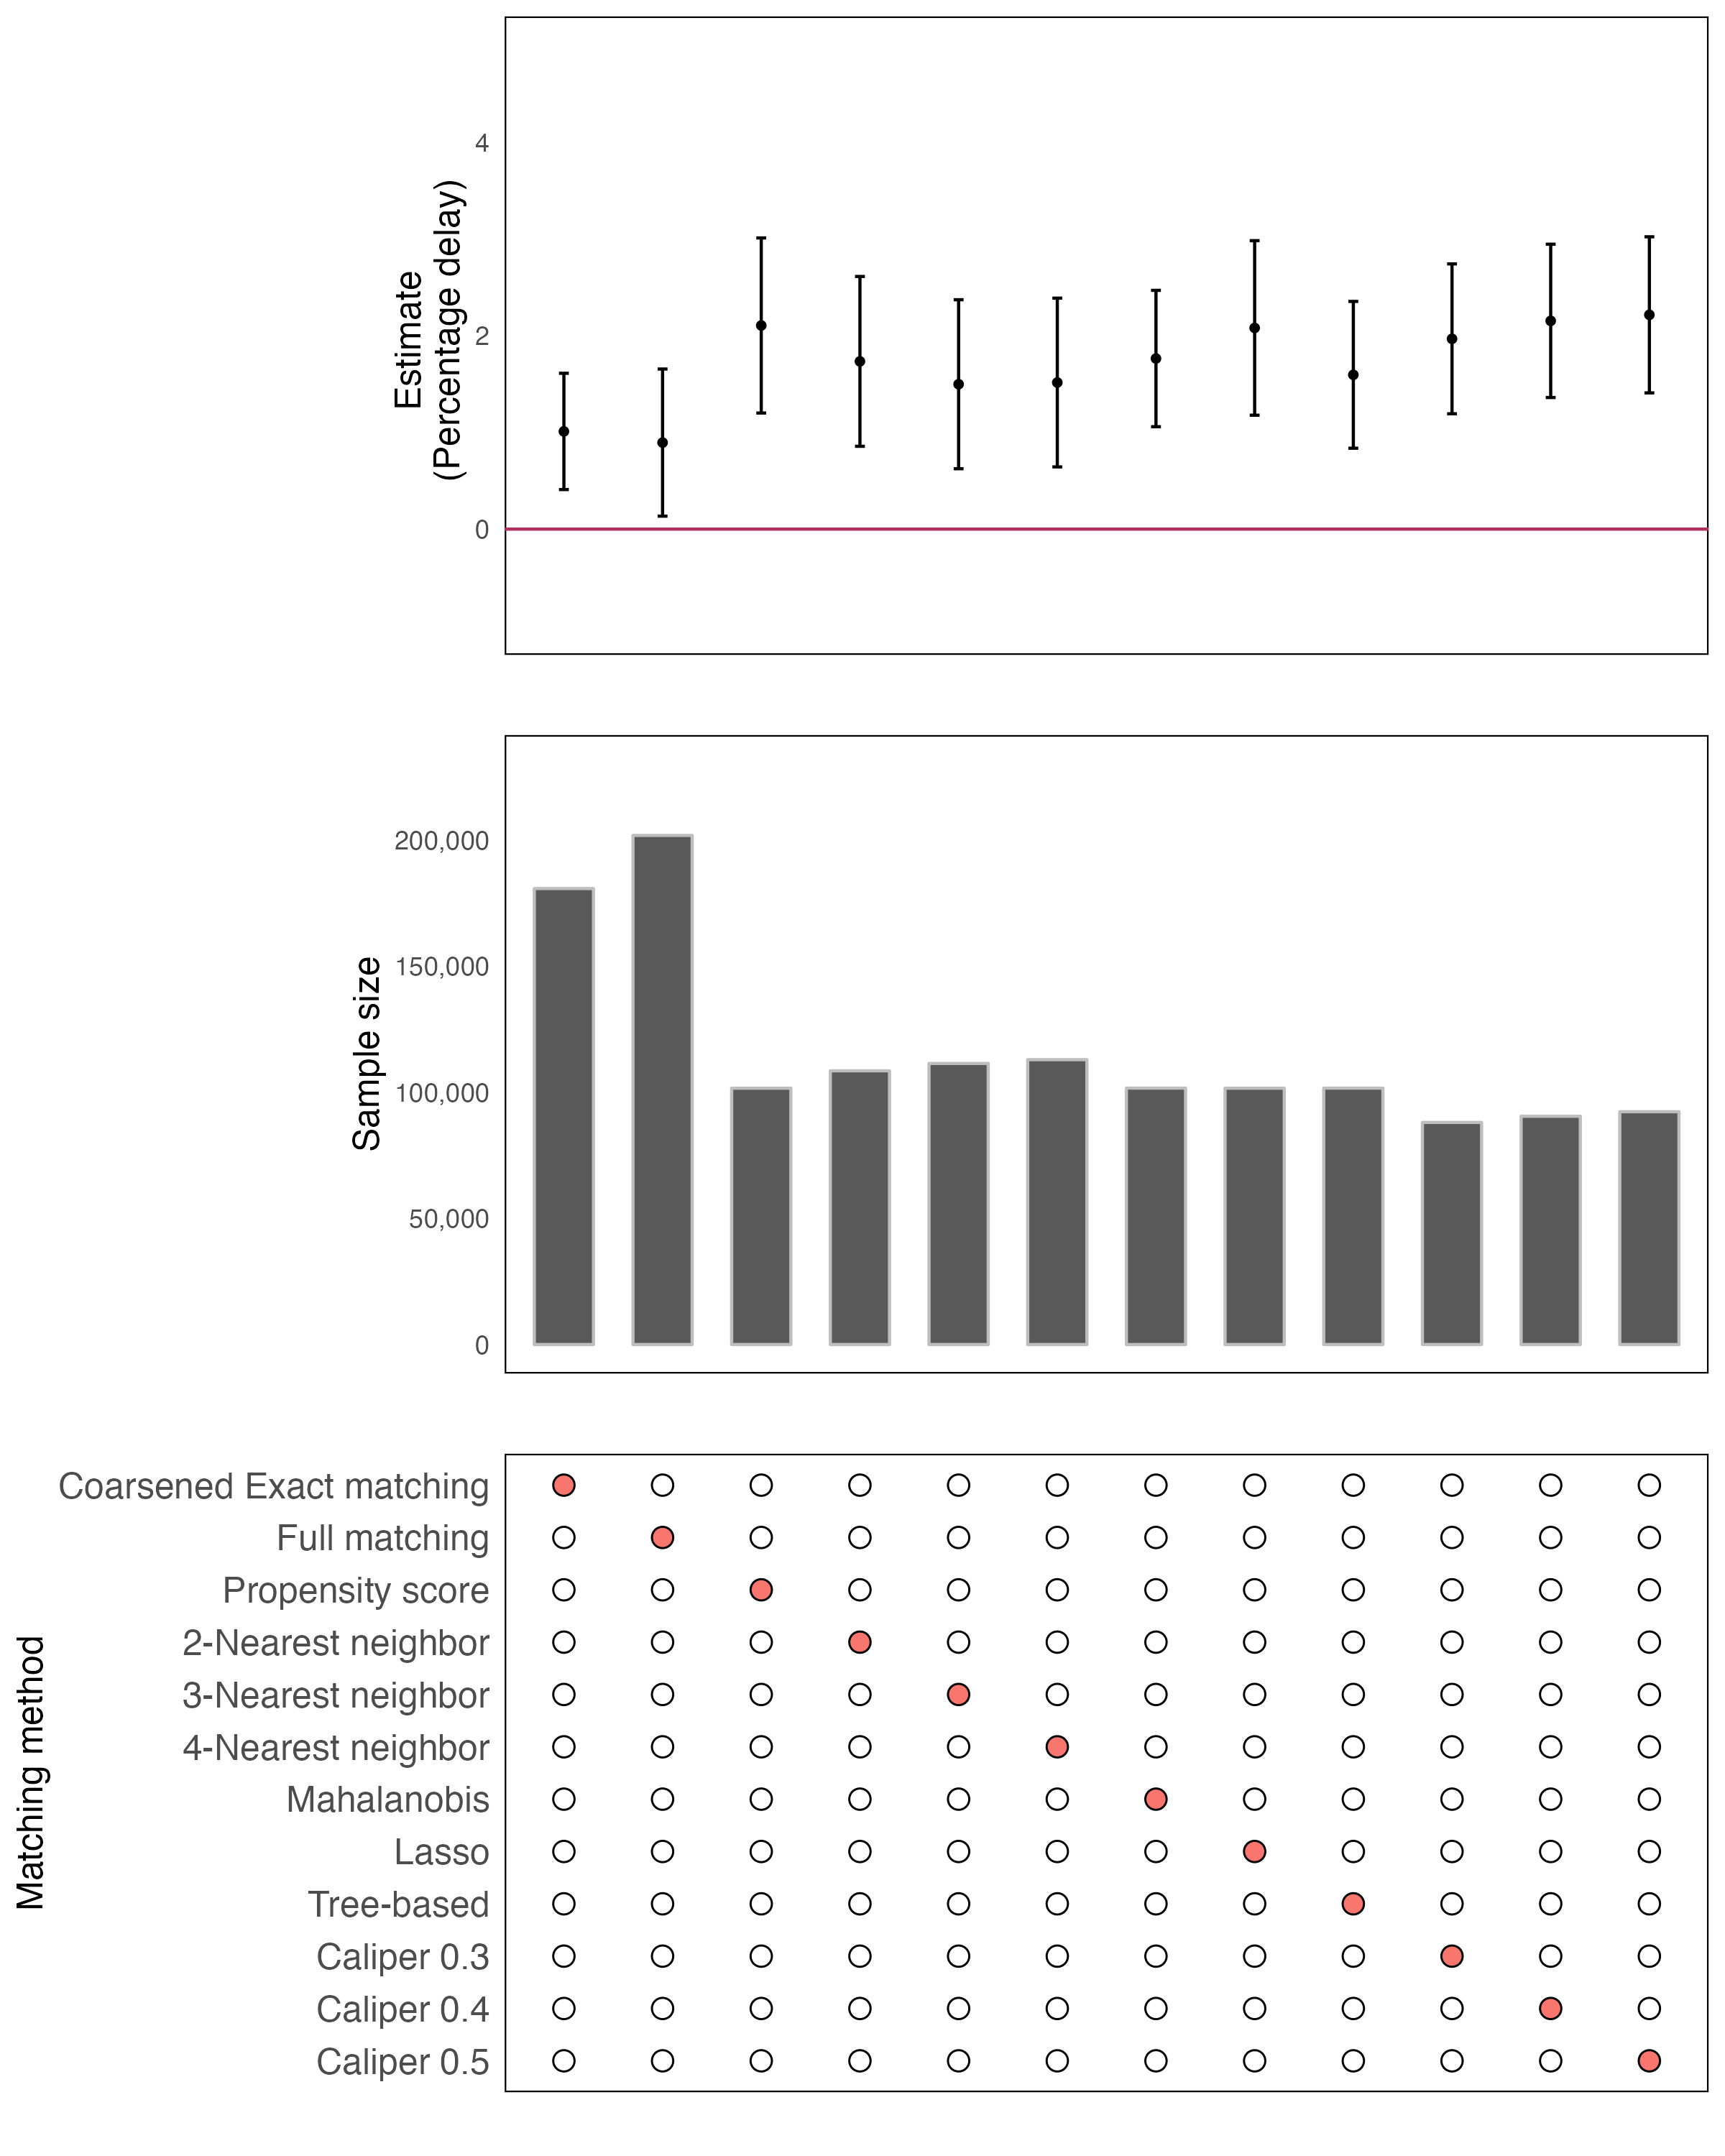 Estimate
(Percentage delay)
4
2
0
Sample size
200,000
150,000
100,000
50,000
0
Matching method
Coarsened Exact matching
Full matching
Propensity score
2-Nearest neighbor
3-Nearest neighbor
4-Nearest neighbor
Mahalanobis
Lasso
Tree-based
Caliper 0.3
Caliper 0.4
Caliper 0.5